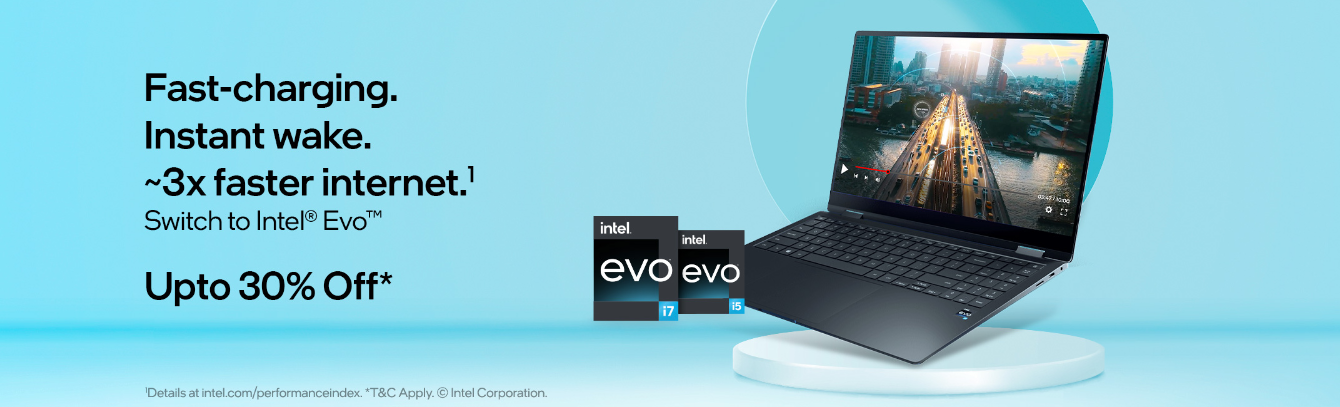 Fast-charging.
Instant wake.
~3x faster internet.¹
Switch to Intel® Evo™
Upto 30% Off*
intel.
evo
i7
intel.
evo
i5
¹Details at intel.com/performanceindex. *T&C Apply. © Intel Corporation.